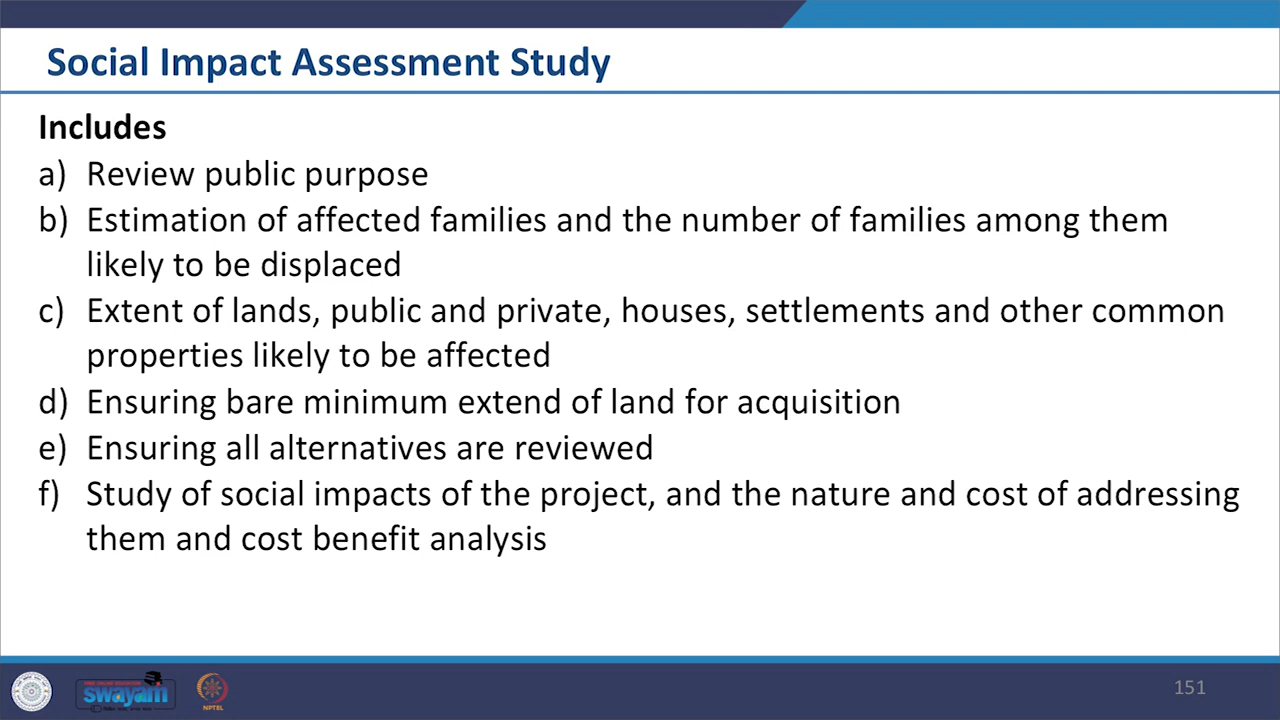 Social Impact Assessment Study
Includes
a) Review public purpose
b) Estimation of affected families and the number of families among them
likely to be displaced
c) Extent of lands, public and private, houses, settlements and other common
properties likely to be affected
d) Ensuring bare minimum extend of land for acquisition
e) Ensuring all alternatives are reviewed
f) Study of social impacts of the project, and the nature and cost of addressing
them and cost benefit analysis
swayam
NPTEL
151